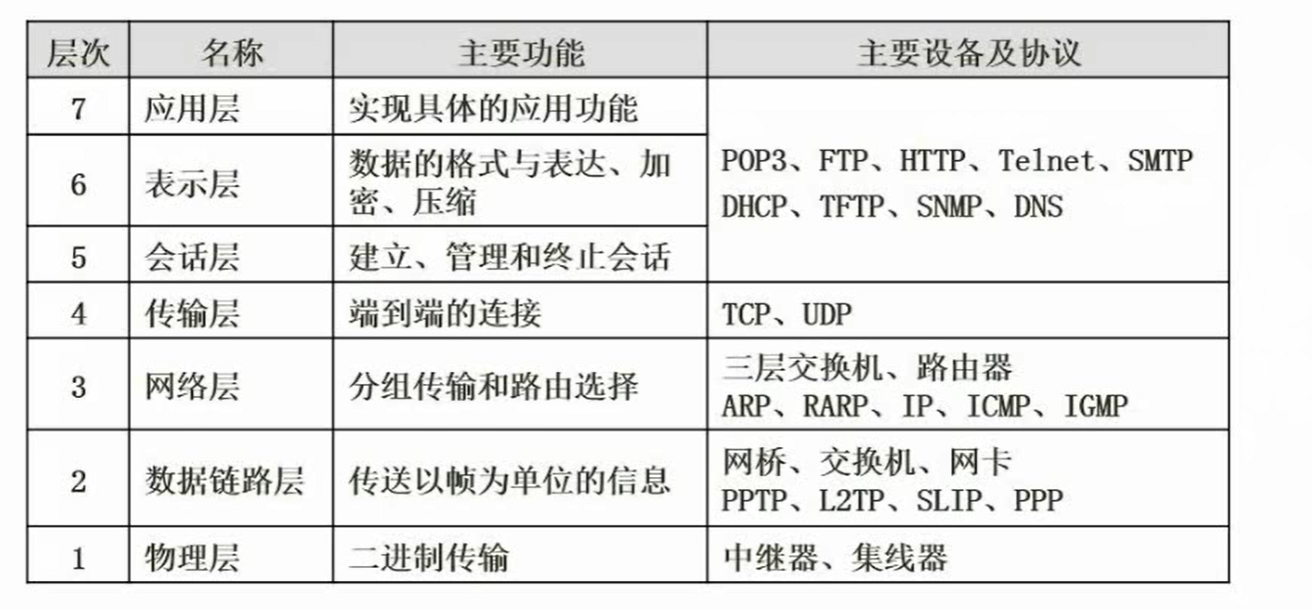 层次 名称 主要功能 主要设备及协议
7 应用层 实现具体的应用功能
6 表示层 数据的格式与表达、加
密、压缩
POP3、FTP、HTTP、Telnet、SMTP
DHCP、TFTP、SNMP、DNS
5 会话层 建立、管理和终止会话
4 传输层 端到端的连接 TCP、UDP
3 网络层 分组传输和路由选择 三层交换机、路由器
ARP、RARP、IP、ICMP、IGMP
2 数据链路层 传送以帧为单位的信息 网桥、交换机、网卡
PPTP、L2TP、SLIP、PPP
1 物理层 二进制传输 中继器、集线器